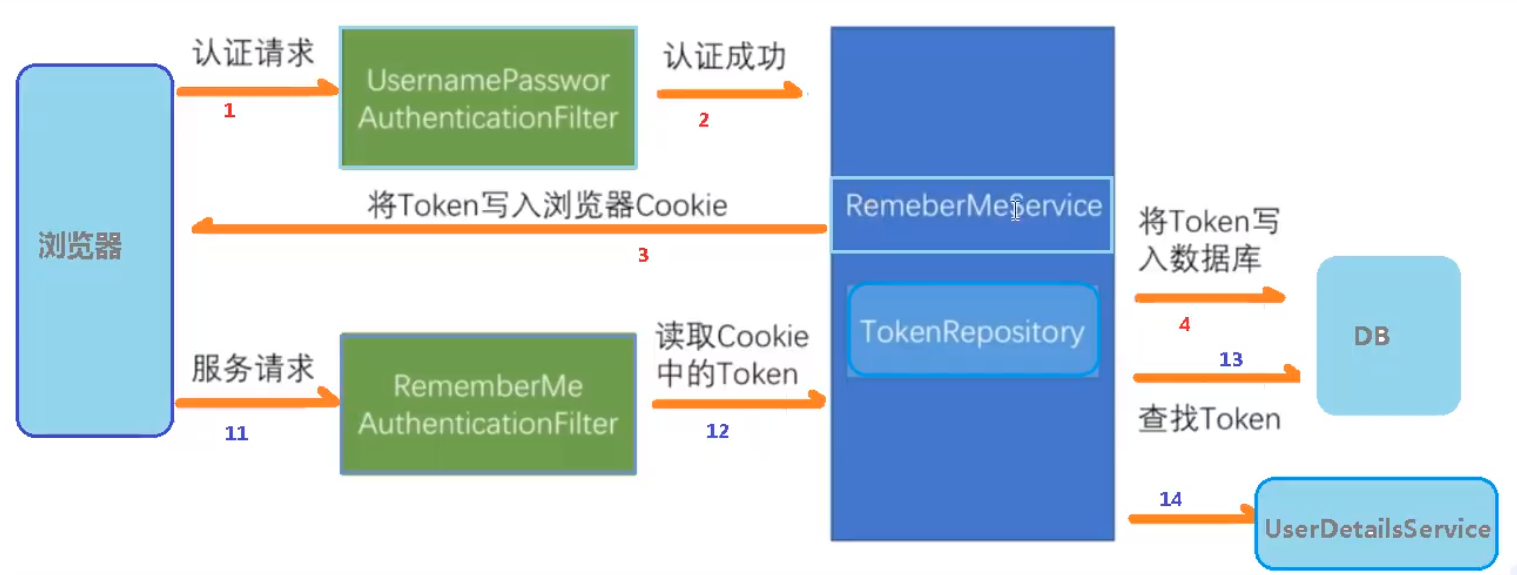 认证请求
1
UsernamePasswor
AuthenticationFilter
认证成功
2
将Token写入浏览器Cookie
3
浏览器
RemeberMeService
TokenRepository
将Token写
入数据库
4
DB
服务请求
11
RememberMe
AuthenticationFilter
读取Cookie
中的Token
12
13
查找Token
14
UserDetailsService